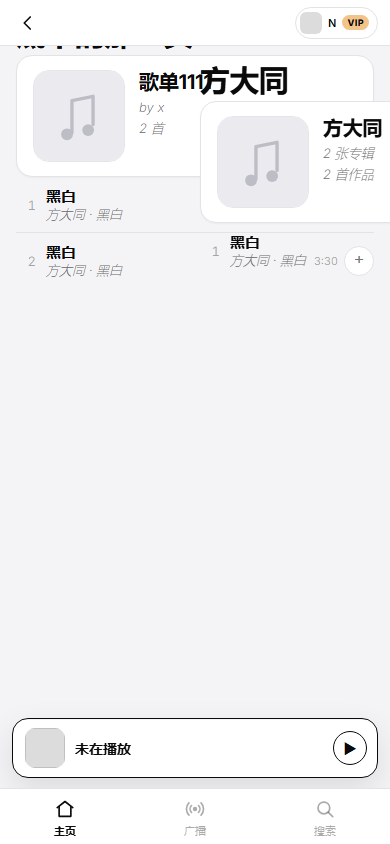 N VIP
歌单111
by x
2 首
方大同
方大同
2 张专辑
2 首作品
1 黑白
方大同 · 黑白
2 黑白
方大同 · 黑白
1 黑白
方大同 · 黑白 3:30 +
未在播放
主页 广播 搜索